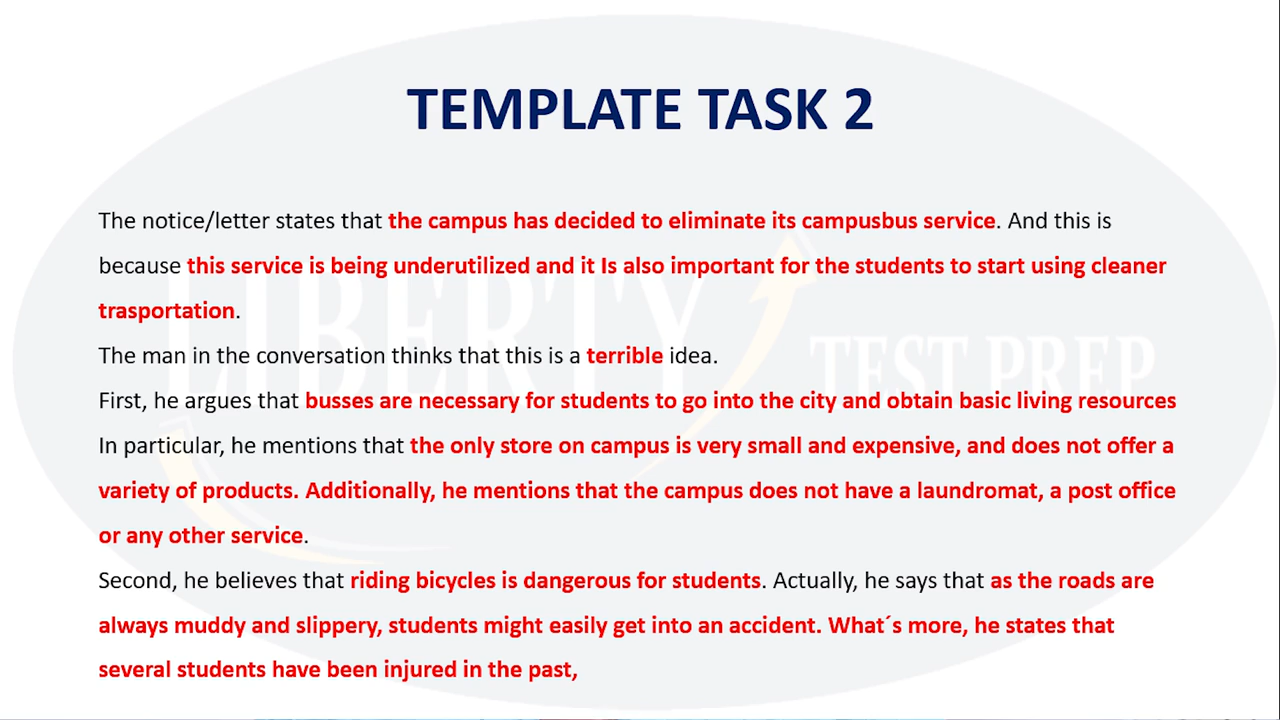 TEMPLATE TASK 2
The notice/letter states that the campus has decided to eliminate its campusbus service. And this is
because this service is being underutilized and it Is also important for the students to start using cleaner
trasportation.
The man in the conversation thinks that this is a terrible idea.
First, he argues that busses are necessary for students to go into the city and obtain basic living resources
In particular, he mentions that the only store on campus is very small and expensive, and does not offer a
variety of products. Additionally, he mentions that the campus does not have a laundromat, a post office
or any other service.
Second, he believes that riding bicycles is dangerous for students. Actually, he says that as the roads are
always muddy and slippery, students might easily get into an accident. What´s more, he states that
several students have been injured in the past,
LIBERTY
TEST PREP